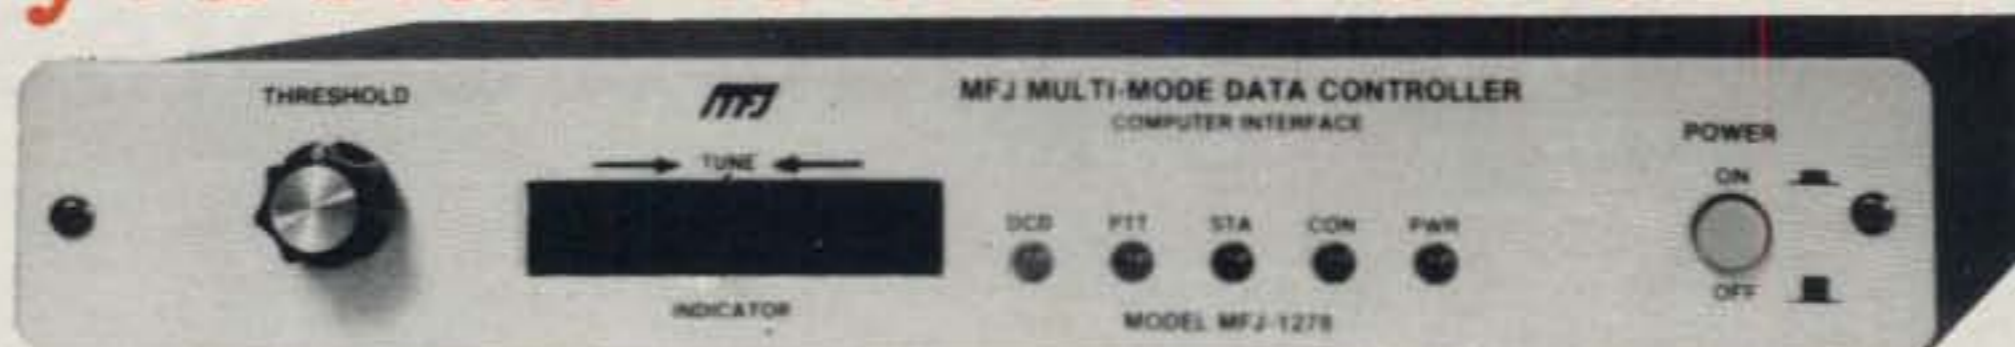 THRESHOLD
MFJ
TUNE
INDICATOR
MFJ MULTI-MODE DATA CONTROLLER
COMPUTER INTERFACE
DCD PTT STA CON PWR
MODEL MFJ-1278
POWER
ON
OFF